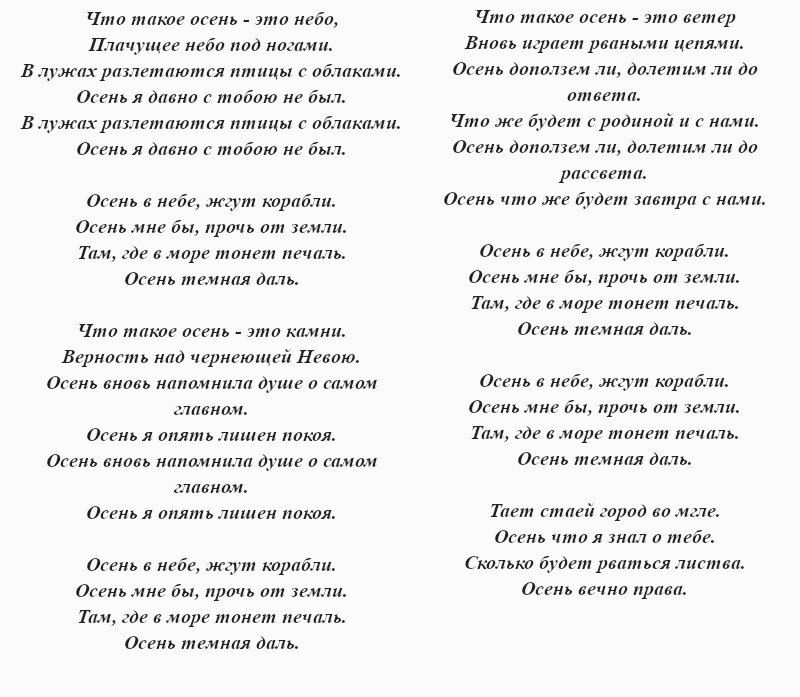 Что такое осень - это небо,
Плачущее небо под ногами.
В лужах разлетаются птицы с облаками.
Осень я давно с тобою не был.
В лужах разлетаются птицы с облаками.
Осень я давно с тобою не был.

Осень в небе, жгут корабли.
Осень мне бы, прочь от земли.
Там, где в море тонет печаль.
Осень темная даль.

Что такое осень - это камни.
Верность над чернеющей Невою.
Осень вновь напомнила душе о самом
главном.
Осень я опять лишен покоя.
Осень вновь напомнила душе о самом
главном.
Осень я опять лишен покоя.

Осень в небе, жгут корабли.
Осень мне бы, прочь от земли.
Там, где в море тонет печаль.
Осень темная даль.

Что такое осень - это ветер
Вновь играет рваными цепями.
Осень доползем ли, долетим ли до
ответа.
Что же будет с родиной и с нами.
Осень доползем ли, долетим ли до
рассвета.
Осень что же будет завтра с нами.

Осень в небе, жгут корабли.
Осень мне бы, прочь от земли.
Там, где в море тонет печаль.
Осень темная даль.

Осень в небе, жгут корабли.
Осень мне бы, прочь от земли.
Там, где в море тонет печаль.
Осень темная даль.

Тает стаей город во мгле.
Осень что я знал о тебе.
Сколько будет рваться листва.
Осень вечно права.